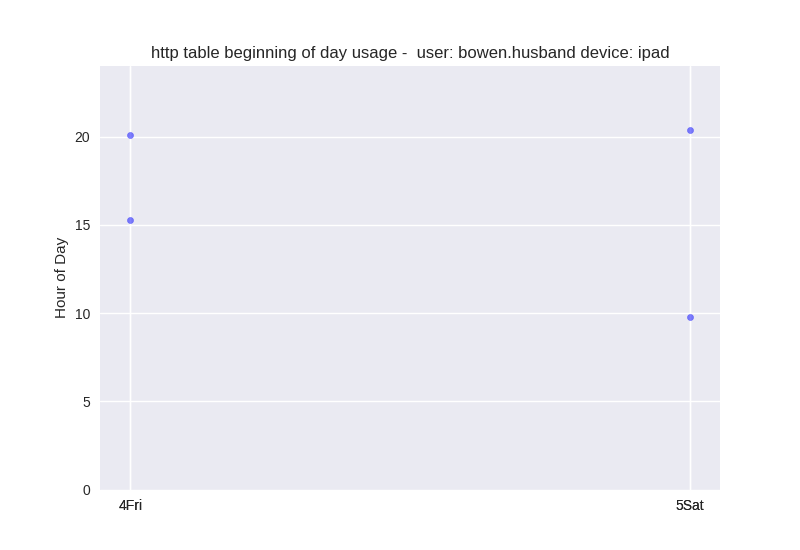 http table beginning of day usage -  user: bowen.husband device: ipad
20
15
10
5
0
Hour of Day
4Fri
5Sat